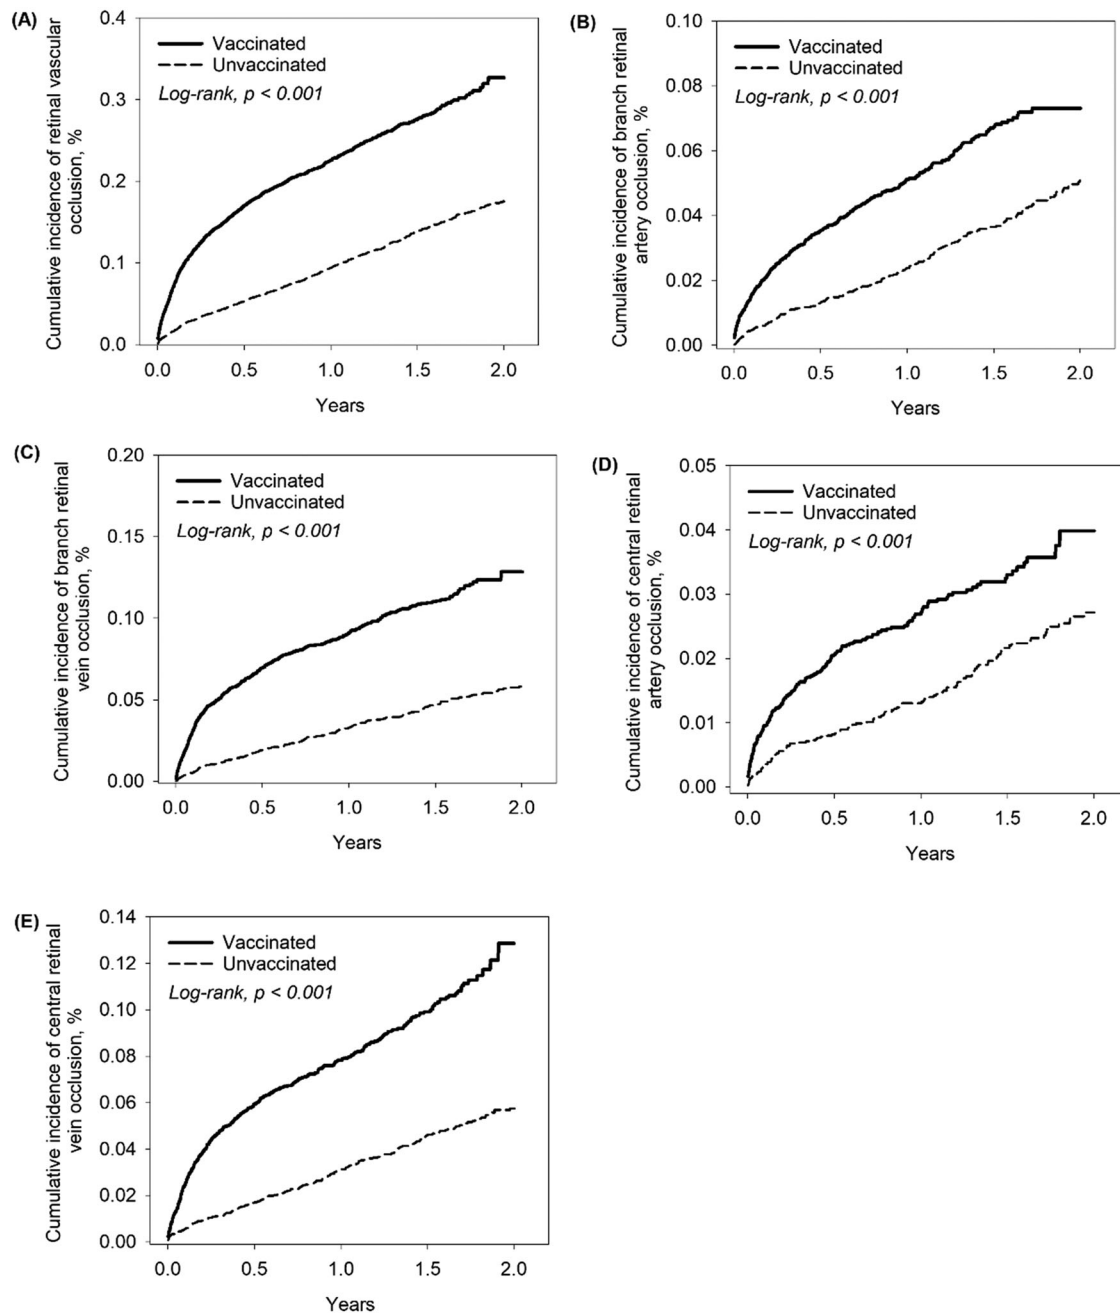 (A)
Cumulative incidence of retinal vascular
occlusion, %
0.4
0.3
0.2
0.1
0.0
Vaccinated
Unvaccinated
Log-rank, p < 0.001
0.0 0.5 1.0 1.5 2.0
Years
(B)
Cumulative incidence of branch retinal
artery occlusion, %
0.10
0.08
0.06
0.04
0.02
0.00
Vaccinated
Unvaccinated
Log-rank, p < 0.001
0.0 0.5 1.0 1.5 2.0
Years
(C)
Cumulative incidence of branch retinal
vein occlusion, %
0.20
0.15
0.10
0.05
0.00
Vaccinated
Unvaccinated
Log-rank, p < 0.001
0.0 0.5 1.0 1.5 2.0
Years
(D)
Cumulative incidence of central retinal
artery occlusion, %
0.05
0.04
0.03
0.02
0.01
0.00
Vaccinated
Unvaccinated
Log-rank, p < 0.001
0.0 0.5 1.0 1.5 2.0
Years
(E)
Cumulative incidence of central retinal
vein occlusion, %
0.14
0.12
0.10
0.08
0.06
0.04
0.02
0.00
Vaccinated
Unvaccinated
Log-rank, p < 0.001
0.0 0.5 1.0 1.5 2.0
Years